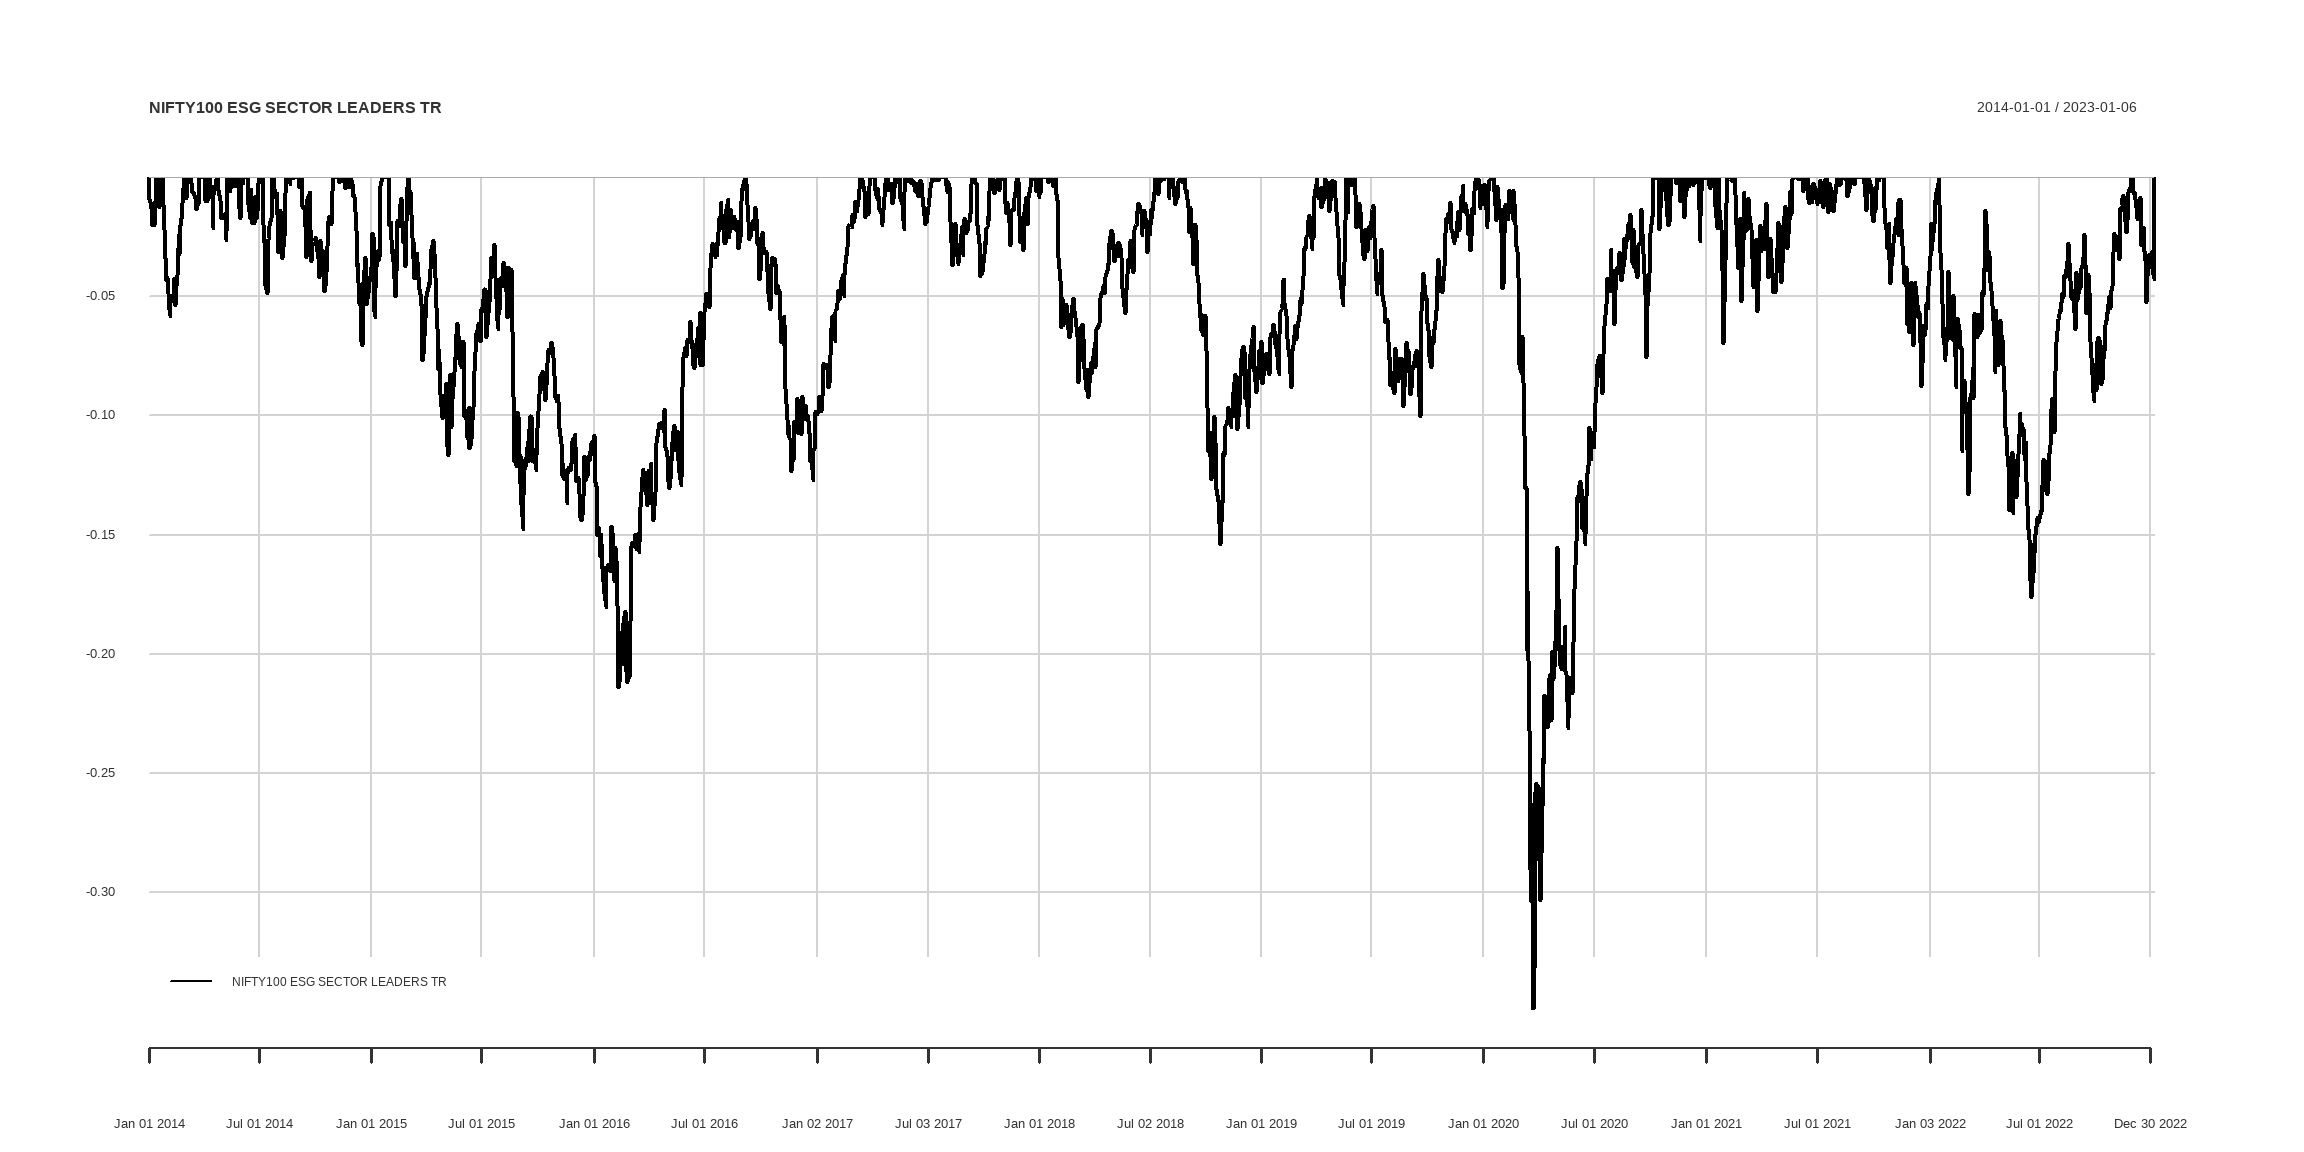 NIFTY100 ESG SECTOR LEADERS TR
2014-01-01 / 2023-01-06
-0.05
-0.10
-0.15
-0.20
-0.25
-0.30
NIFTY100 ESG SECTOR LEADERS TR
Jan 01 2014 Jul 01 2014 Jan 01 2015 Jul 01 2015 Jan 01 2016 Jul 01 2016 Jan 02 2017 Jul 03 2017 Jan 01 2018 Jul 02 2018 Jan 01 2019 Jul 01 2019 Jan 01 2020 Jul 01 2020 Jan 01 2021 Jul 01 2021 Jan 03 2022 Jul 01 2022 Dec 30 2022